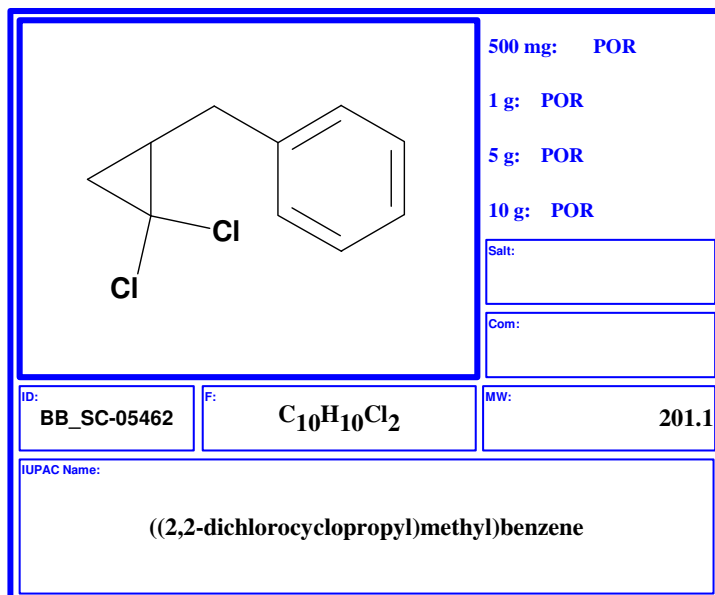 500 mg: POR
1 g: POR
5 g: POR
10 g: POR
Cl
Cl
Salt:
Com:
ID:
BB_SC-05462
F:
C10H10Cl2
MW:
201.1
IUPAC Name:
((2,2-dichlorocyclopropyl)methyl)benzene